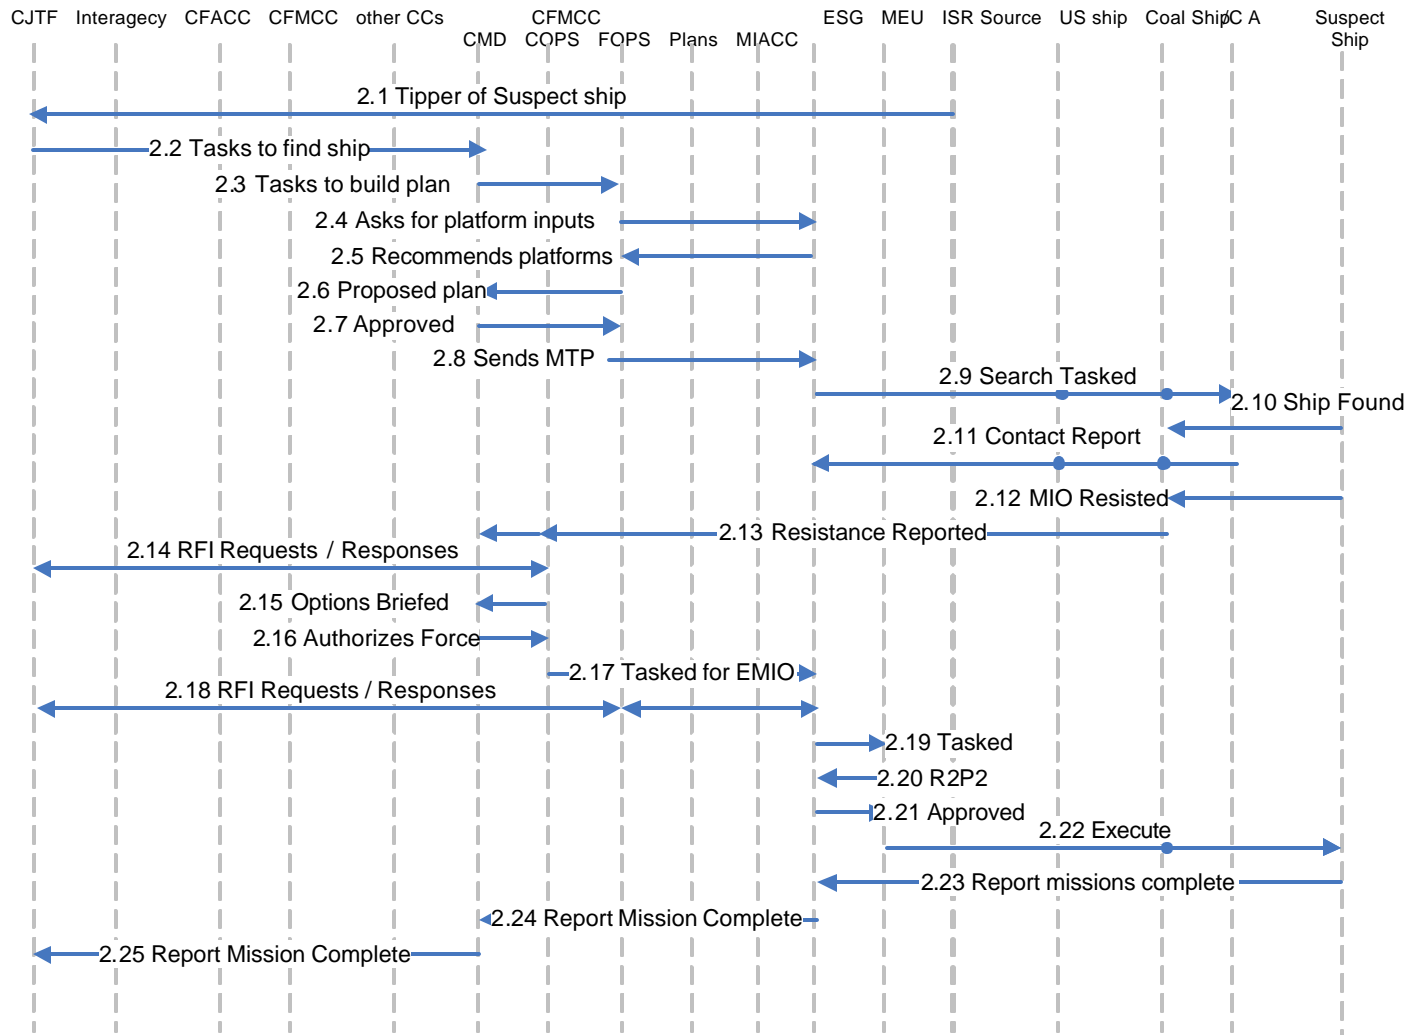 CJTF Interagecy CFACC CFMCC other CCs CFMCC ESG MEU ISR Source US ship Coal Ship/C A Suspect Ship
CMD COPS FOPS Plans MIACC
2.1 Tipper of Suspect ship
2.2 Tasks to find ship
2.3 Tasks to build plan
2.4 Asks for platform inputs
2.5 Recommends platforms
2.6 Proposed plan
2.7 Approved
2.8 Sends MTP
2.9 Search Tasked
2.10 Ship Found
2.11 Contact Report
2.12 MIO Resisted
2.13 Resistance Reported
2.14 RFI Requests / Responses
2.15 Options Briefed
2.16 Authorizes Force
2.17 Tasked for EMIO
2.18 RFI Requests / Responses
2.19 Tasked
2.20 R2P2
2.21 Approved
2.22 Execute
2.23 Report missions complete
2.24 Report Mission Complete
2.25 Report Mission Complete